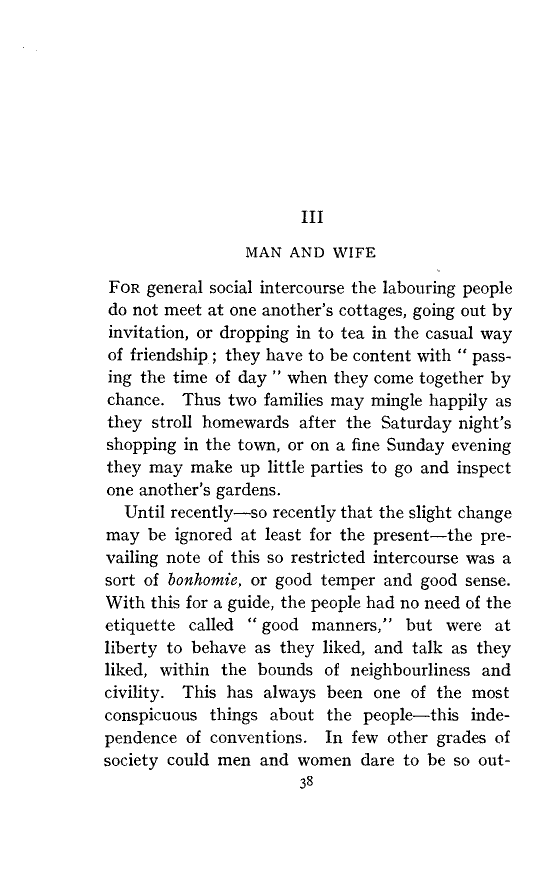 III
MAN AND WIFE
FOR general social intercourse the labouring people
do not meet at one another's cottages, going out by
invitation, or dropping in to tea in the casual way
of friendship ; they have to be content with " pass-
ing the time of day " when they come together by
chance. Thus two families may mingle happily as
they stroll homewards after the Saturday night's
shopping in the town, or on a fine Sunday evening
they may make up little parties to go and inspect
one another's gardens.
Until recently—so recently that the slight change
may be ignored at least for the present—the pre-
vailing note of this so restricted intercourse was a
sort of bonhomie, or good temper and good sense.
With this for a guide, the people had no need of the
etiquette called " good manners," but were at
liberty to behave as they liked, and talk as they
liked, within the bounds of neighbourliness and
civility. This has always been one of the most
conspicuous things about the people—this inde-
pendence of conventions. In few other grades of
society could men and women dare to be so out-
38